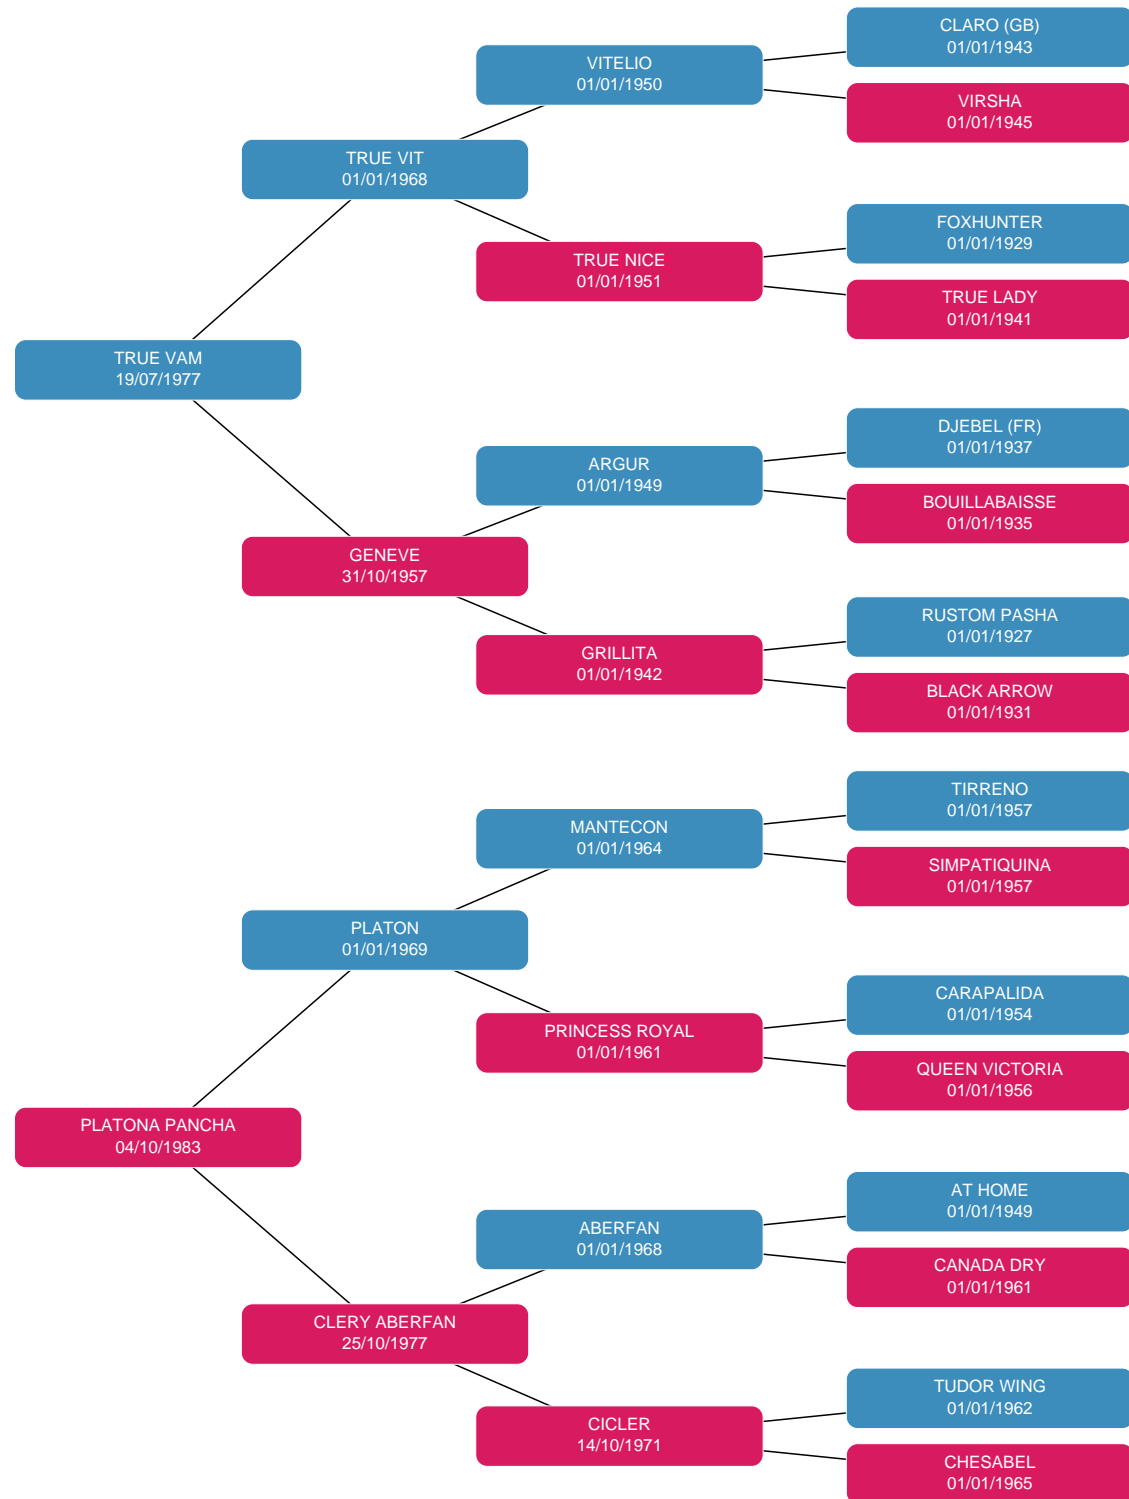 CLARO (GB)
01/01/1943
VITELIO
01/01/1950
VIRSHA
01/01/1945
TRUE VIT
01/01/1968
FOXHUNTER
01/01/1929
TRUE NICE
01/01/1951
TRUE LADY
01/01/1941
TRUE VAM
19/07/1977
DJEBEL (FR)
01/01/1937
ARGUR
01/01/1949
BOUILLABAISSE
01/01/1935
GENEVE
31/10/1957
RUSTOM PASHA
01/01/1927
GRILLITA
01/01/1942
BLACK ARROW
01/01/1931
TIRRENO
01/01/1957
MANTECON
01/01/1964
SIMPATIQUINA
01/01/1957
PLATON
01/01/1969
CARAPALIDA
01/01/1954
PRINCESS ROYAL
01/01/1961
QUEEN VICTORIA
01/01/1956
PLATONA PANCHA
04/10/1983
AT HOME
01/01/1949
ABERFAN
01/01/1968
CANADA DRY
01/01/1961
CLERY ABERFAN
25/10/1977
TUDOR WING
01/01/1962
CICLER
14/10/1971
CHESABEL
01/01/1965